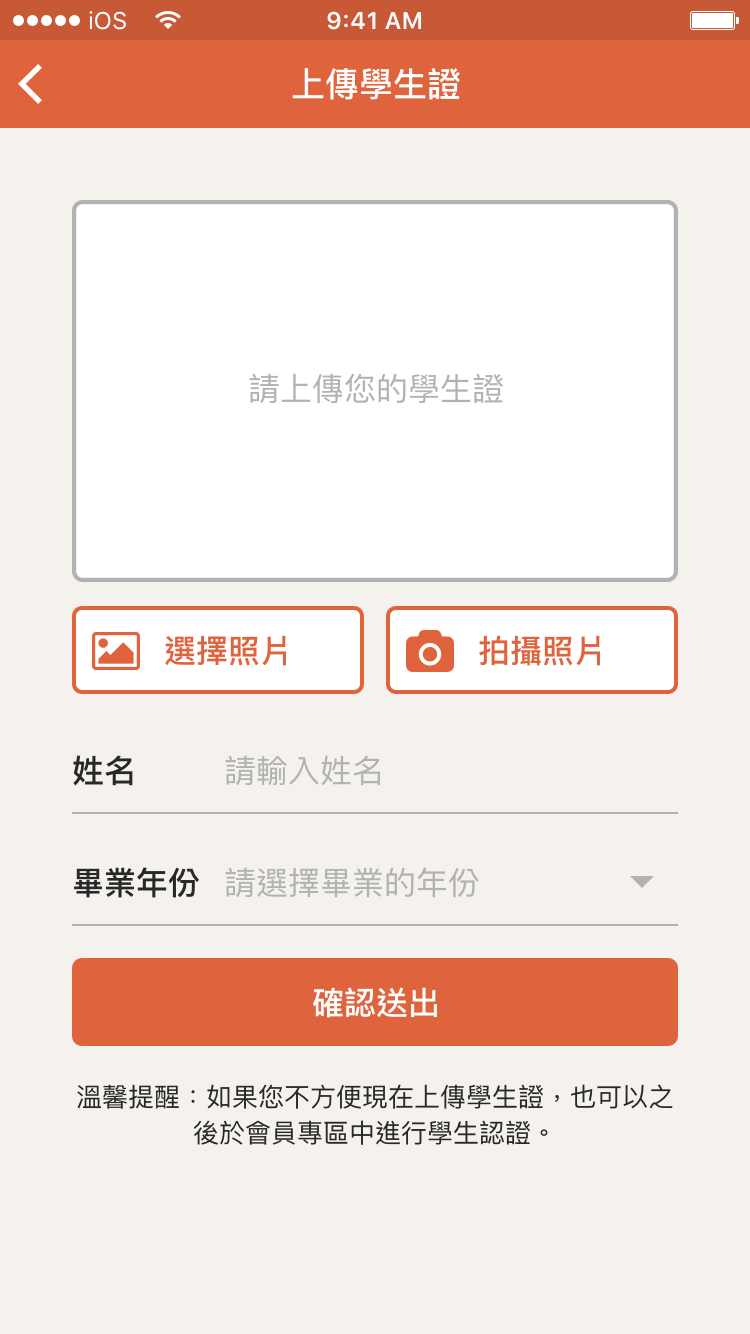 iOS 9:41 AM
上傳學生證
請上傳您的學生證
選擇照片 拍攝照片
姓名 請輸入姓名
畢業年份 請選擇畢業的年份
確認送出
溫馨提醒：如果您不方便現在上傳學生證，也可以之
後於會員專區中進行學生認證。